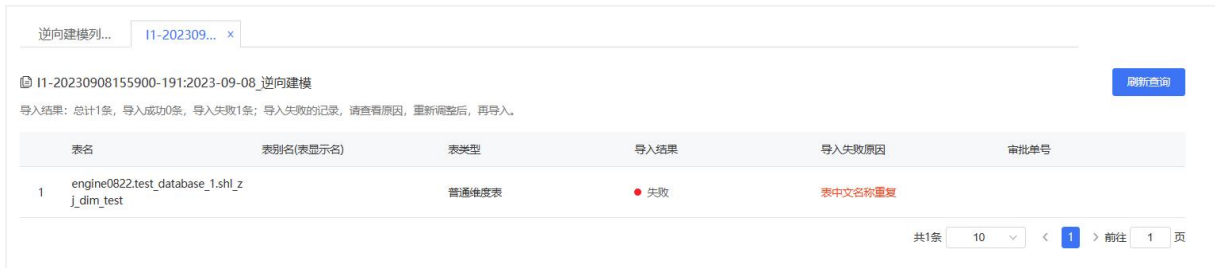 逆向建模列... I1-202309... ×
I1-20230908155900-191:2023-09-08_逆向建模 刷新查询
导入结果：总计1条，导入成功0条，导入失败1条；导入失败的记录，请查看原因，重新调整后，再导入。
表名 表别名(表显示名) 表类型 导入结果 导入失败原因 审批单号
1 engine0822.test_database_1.shl_z 普通维度表 失败 表中文名称重复
j_dim_test
共1条 10 < 1 > 前往 1 页